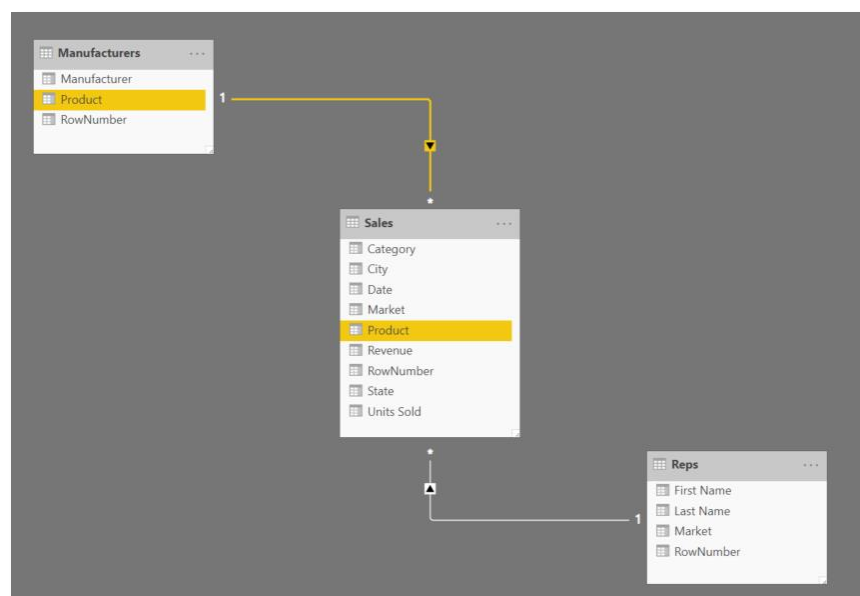 Manufacturers ...
Manufacturer
Product
RowNumber
1
*
Sales ...
Category
City
Date
Market
Product
Revenue
RowNumber
State
Units Sold
*
1
Reps ...
First Name
Last Name
Market
RowNumber